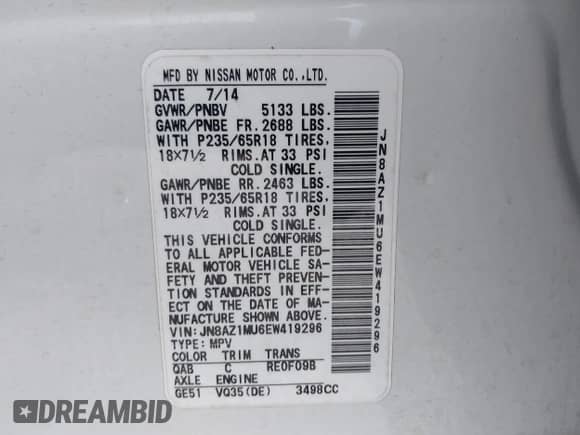 MFD BY NISSAN MOTOR CO.,LTD.
DATE 7/14
GVWR/PNBV 5133 LBS.
GAWR/PNBE FR. 2688 LBS.
WITH P235/65R18 TIRES,
18X7½ RIMS.AT 33 PSI
COLD SINGLE.
GAWR/PNBE RR. 2463 LBS.
WITH P235/65R18 TIRES,
18X7½ RIMS.AT 33 PSI
COLD SINGLE.
THIS VEHICLE CONFORMS
TO ALL APPLICABLE FED-
ERAL MOTOR VEHICLE SA-
FETY AND THEFT PREVEN-
TION STANDARDS IN EFF-
ECT ON THE DATE OF MA-
NUFACTURE SHOWN ABOVE.
VIN:JN8AZ1MU6EW419296
TYPE:MPV
COLOR TRIM TRANS
QAB C RE0F09B
AXLE ENGINE
GE51 VQ35(DE) 3498CC
JN8AZ1MU6EW419296
DREAMBID